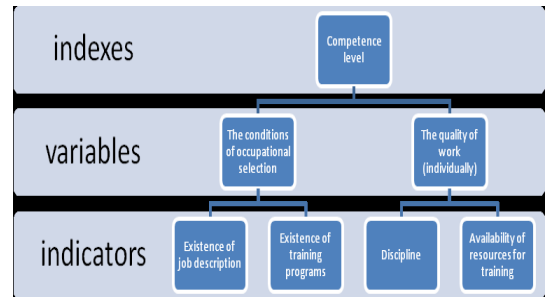 indexes
Competence
level
variables
The conditions
of occupational
selection
The quality of
work
(individually)
indicators
Existence of
job description
Existence of
training
programs
Discipline
Availability of
resources for
training